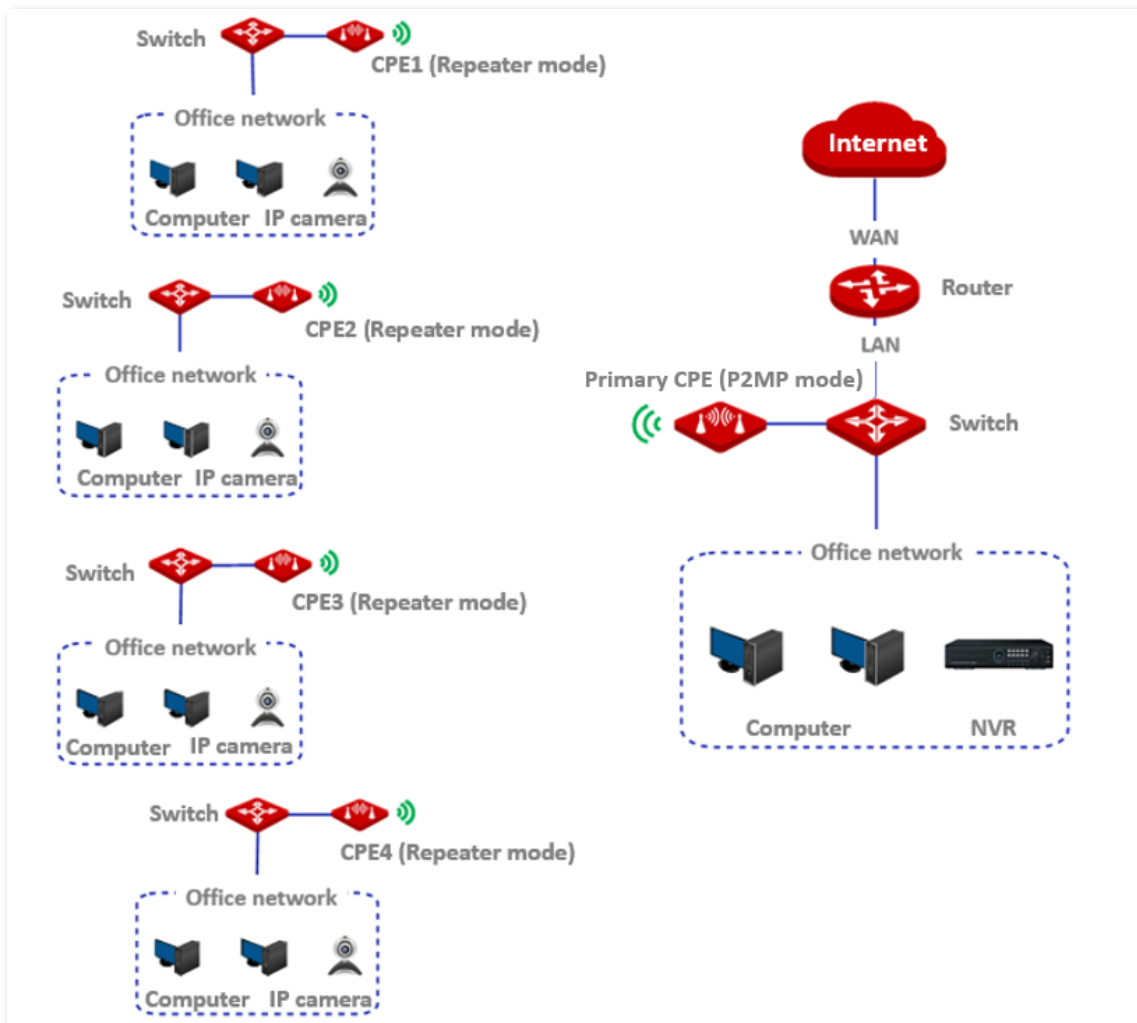 Switch
CPE1 (Repeater mode)
Office network
Computer IP camera
Switch
CPE2 (Repeater mode)
Office network
Computer IP camera
Switch
CPE3 (Repeater mode)
Office network
Computer IP camera
Switch
CPE4 (Repeater mode)
Office network
Computer IP camera
Internet
WAN
Router
LAN
Primary CPE (P2MP mode)
Switch
Office network
Computer NVR